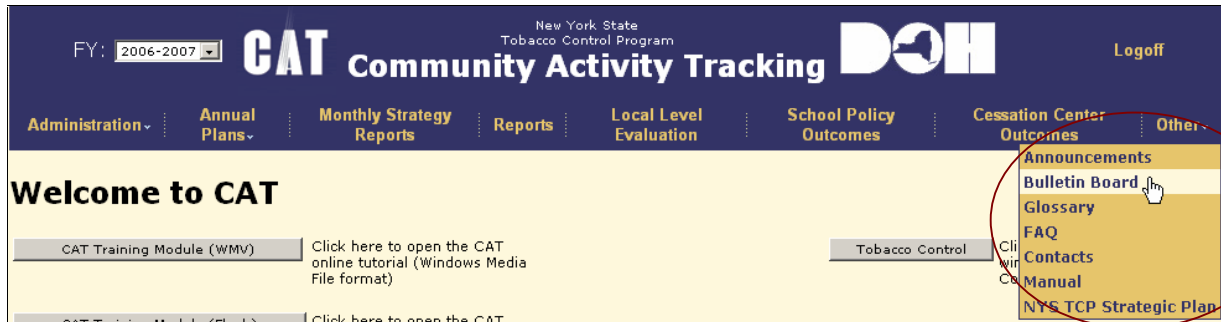 New York State
Tobacco Control Program
FY: 2006-2007
CAT Community Activity Tracking
DOH
Logoff
Administration
Annual Plans
Monthly Strategy Reports
Reports
Local Level Evaluation
School Policy Outcomes
Cessation Center Outcomes
Other
Announcements
Bulletin Board
Glossary
FAQ
Contacts
Manual
NYS TCP Strategic Plan
Welcome to CAT
CAT Training Module (WMV)
Click here to open the CAT
online tutorial (Windows Media
File format)
Tobacco Control
Click here to open the CAT